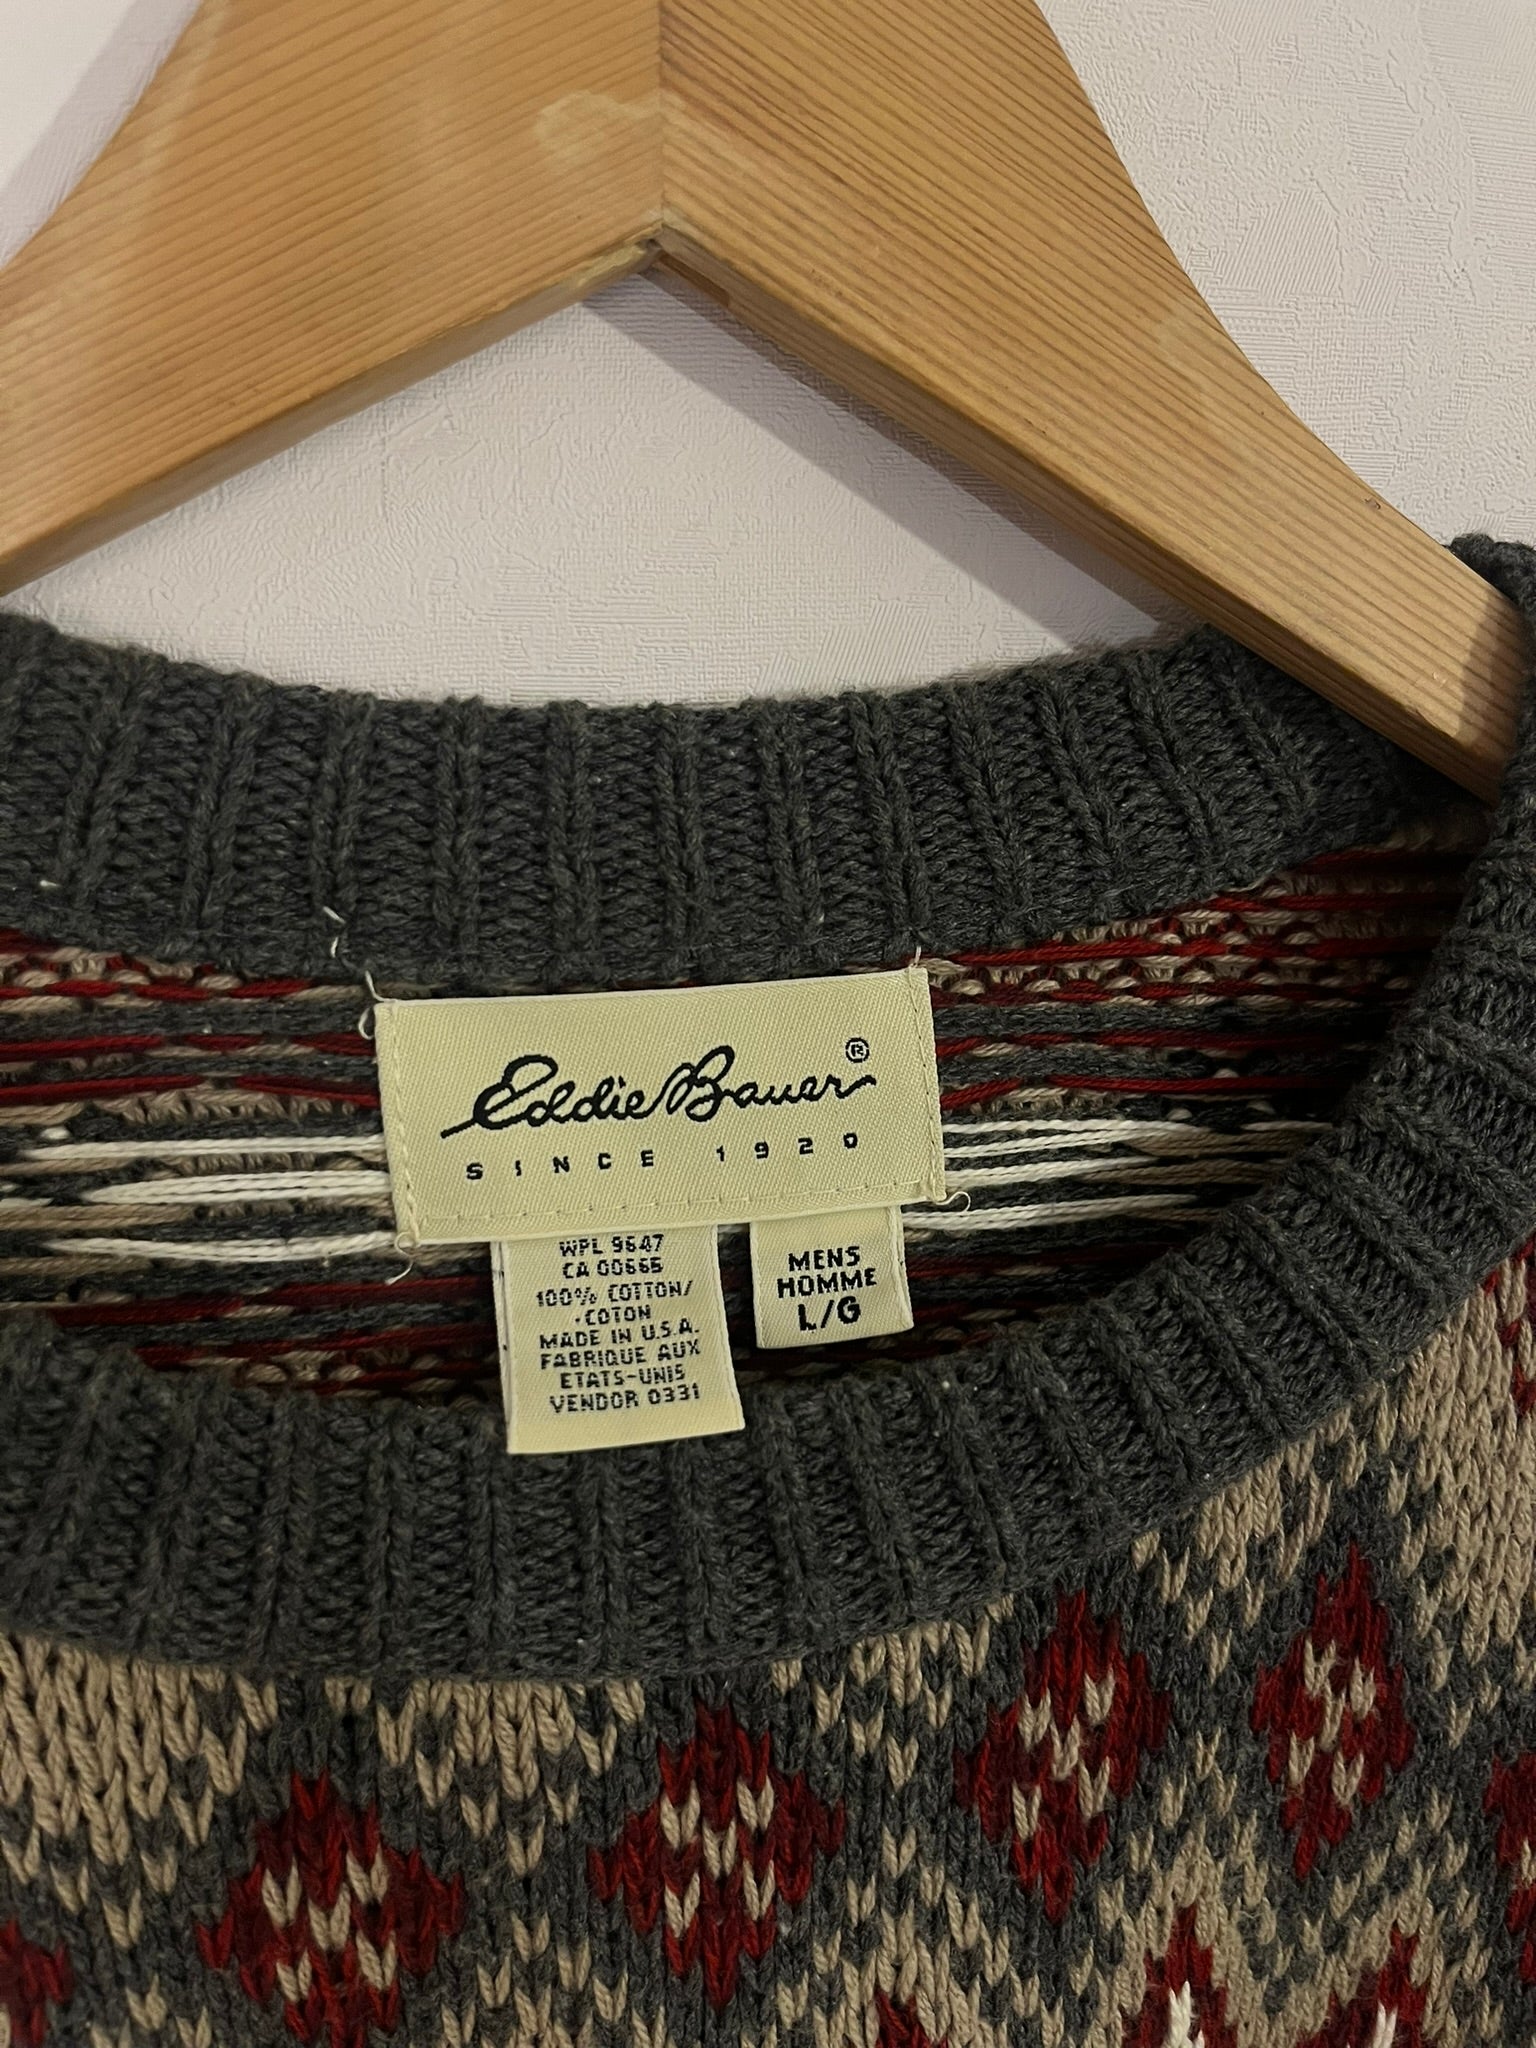 Eddie Bauer®
SINCE 1920
WPL 9647
CA 00665
100% COTTON/
COTON
MADE IN U.S.A.
FABRIQUE AUX
ETATS-UNIS
VENDOR 0331
MENS
HOMME
L/G